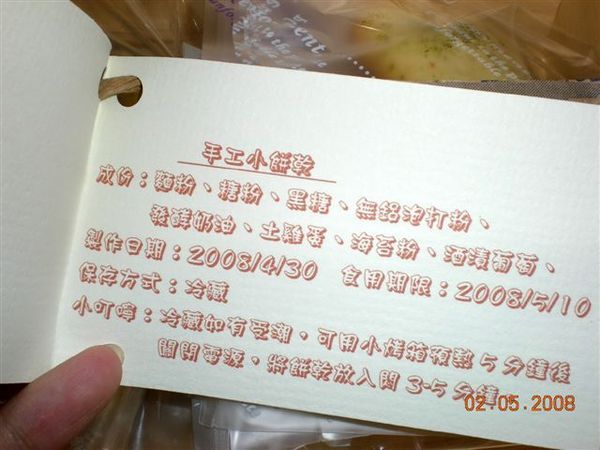 Zent
to the
手工小餅乾
成份：麵粉、糖粉、黑糖、無鋁泡打粉、
發酵奶油、土雞蛋、海苔粉、酒漬葡萄、
製作日期：2008/4/30 食用期限：2008/5/10
保存方式：冷藏
小叮嚀：冷藏如有受潮，可用小烤箱預熱5分鐘後
關閉電源，將餅乾放入悶3-5分鐘
02.05.2008